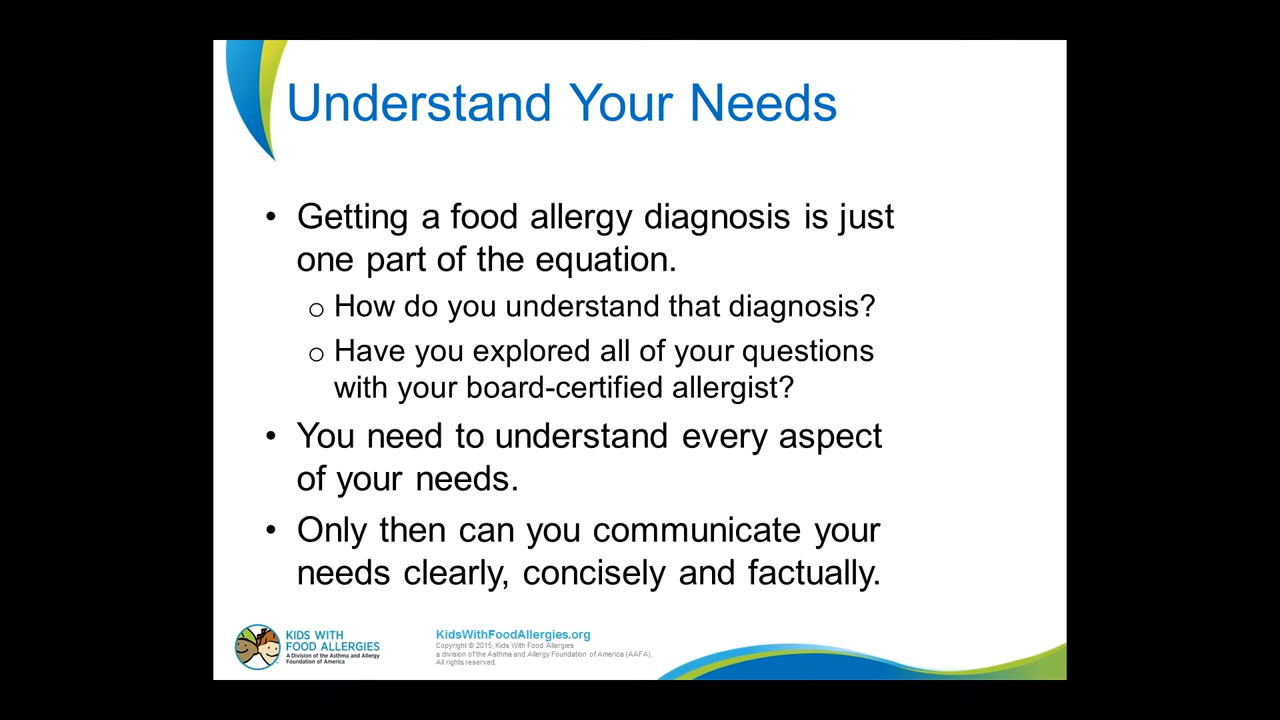 Understand Your Needs
• Getting a food allergy diagnosis is just
one part of the equation.
o How do you understand that diagnosis?
o Have you explored all of your questions
with your board-certified allergist?
• You need to understand every aspect
of your needs.
• Only then can you communicate your
needs clearly, concisely and factually.
KIDS WITH
FOOD ALLERGIES
A Division of the Asthma and Allergy
Foundation of America
KidsWithFoodAllergies.org
Copyright © 2015, Kids With Food Allergies
a division of the Asthma and Allergy Foundation of America (AAFA).
All rights reserved.